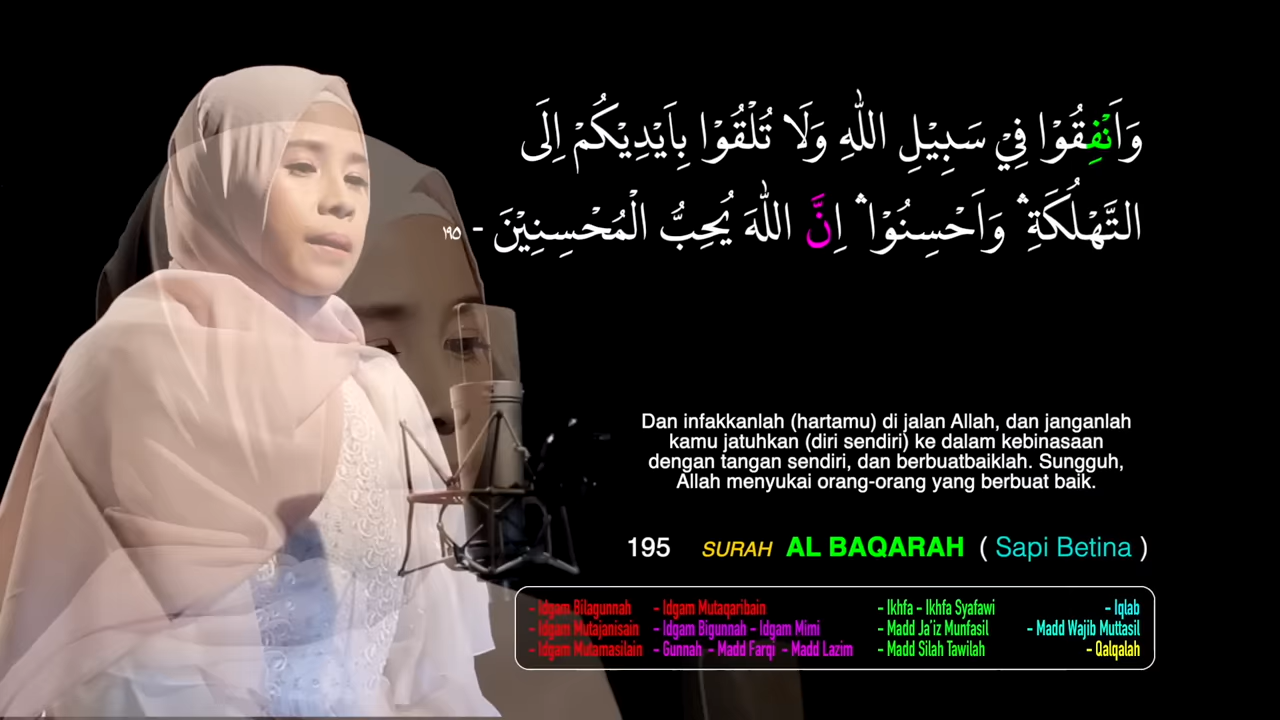 وَاَنْفِقُوْا فِيْ سَبِيْلِ اللّٰهِ وَلَا تُلْقُوْا بِاَيْدِيْكُمْ اِلَى
التَّهْلُكَةِ ۛ وَاَحْسِنُوْا ۛ اِنَّ اللّٰهَ يُحِبُّ الْمُحْسِنِيْنَ - ١٩٥
Dan infakkanlah (hartamu) di jalan Allah, dan janganlah
kamu jatuhkan (diri sendiri) ke dalam kebinasaan
dengan tangan sendiri, dan berbuatbaiklah. Sungguh,
Allah menyukai orang-orang yang berbuat baik.
195 SURAH AL BAQARAH ( Sapi Betina )
- Idgam Bilagunnah - Idgam Mutaqaribain - Ikhfa - Ikhfa Syafawi - Iqlab
- Idgam Mutajanisain - Idgam Bigunnah - Idgam Mimi - Madd Ja'iz Munfasil - Madd Wajib Muttasil
- Idgam Mutamasilain - Gunnah - Madd Farqi - Madd Lazim - Madd Silah Tawilah - Qalqalah